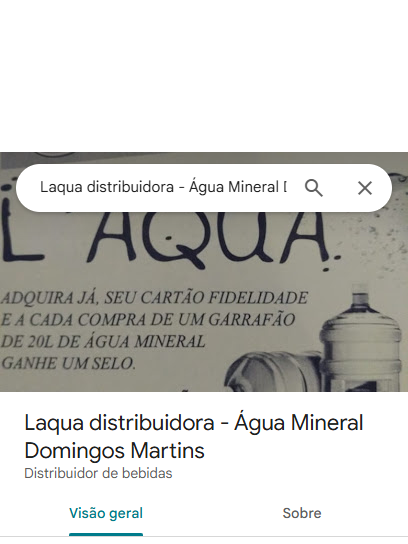 Laqua distribuidora - Água Mineral
L'AQUA.
ADQUIRA JÁ, SEU CARTÃO FIDELIDADE
E A CADA COMPRA DE UM GARRAFÃO
DE 20L DE ÁGUA MINERAL
GANHE UM SELO.
Laqua distribuidora - Água Mineral
Domingos Martins
Distribuidor de bebidas
Visão geral
Sobre